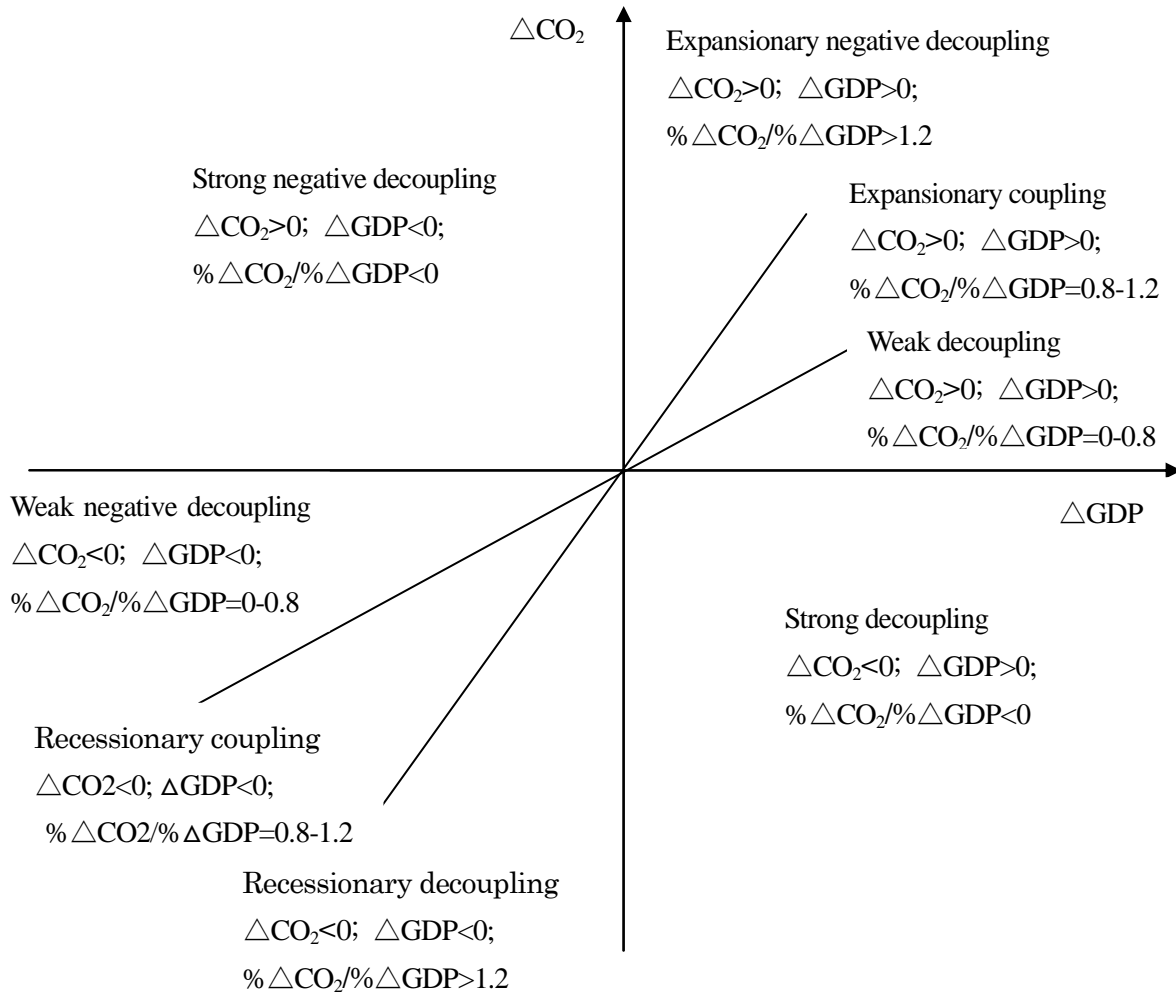 △CO₂
Expansionary negative decoupling
△CO₂>0; △GDP>0;
%△CO₂/%△GDP>1.2
Strong negative decoupling
△CO₂>0; △GDP<0;
%△CO₂/%△GDP<0
Expansionary coupling
△CO₂>0; △GDP>0;
%△CO₂/%△GDP=0.8-1.2
Weak decoupling
△CO₂>0; △GDP>0;
%△CO₂/%△GDP=0-0.8
△GDP
Weak negative decoupling
△CO₂<0; △GDP<0;
%△CO₂/%△GDP=0-0.8
Strong decoupling
△CO₂<0; △GDP>0;
%△CO₂/%△GDP<0
Recessionary coupling
△CO2<0; ΔGDP<0;
%△CO2/%ΔGDP=0.8-1.2
Recessionary decoupling
△CO₂<0; △GDP<0;
%△CO₂/%△GDP>1.2